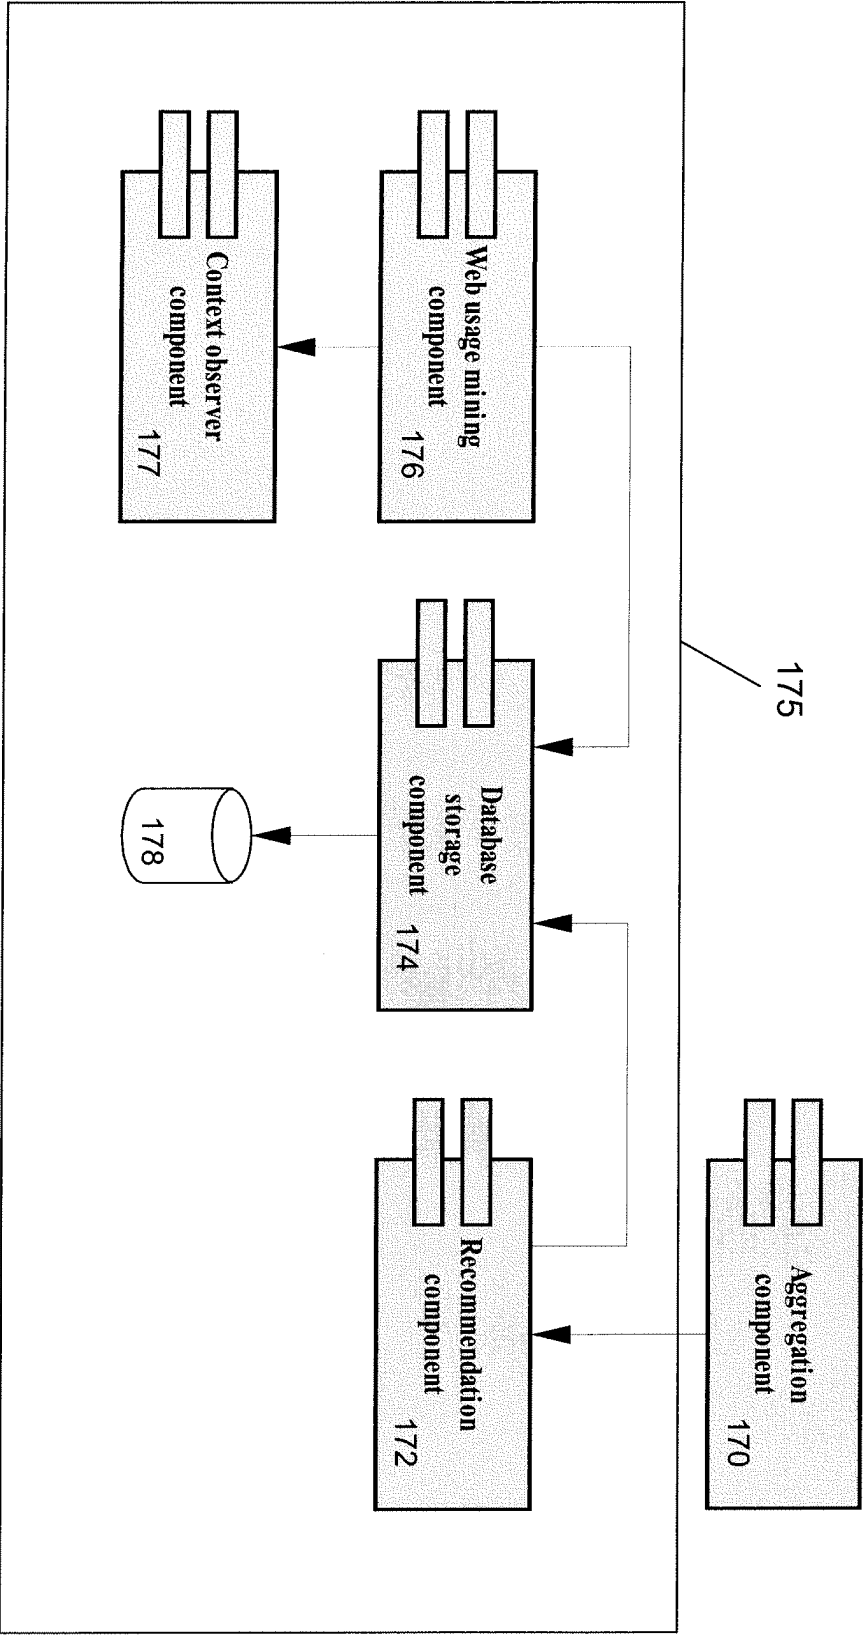 175
Aggregation
component
170
Web usage mining
component
176
Database
storage
component
174
Recommendation
component
172
Context observer
component
177
178